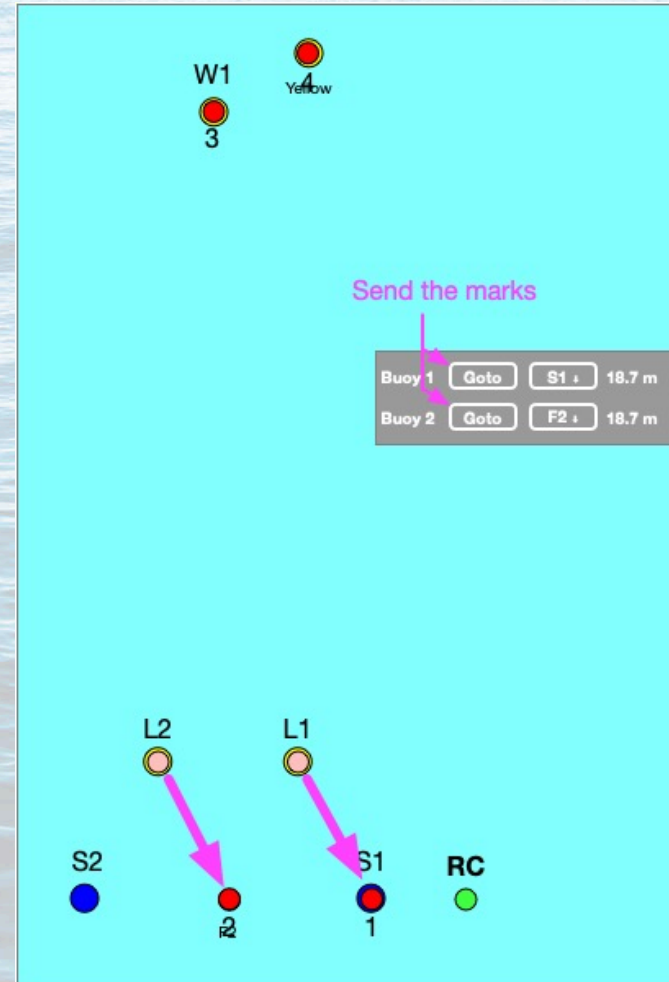 W1
4
Yellow
3
Send the marks
Buoy 1 Goto S1 ↓ 18.7 m
Buoy 2 Goto F2 ↓ 18.7 m
L2 L1
S2 S1 RC
2 1
F2